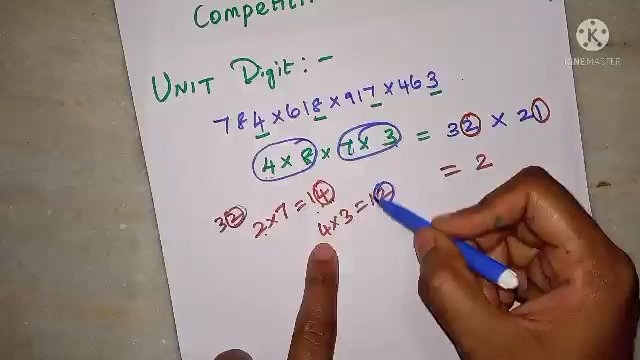 UNIT Digit:-
784×618×917×463
4×8×7×3 = 32 × 21
= 2
32 2×7=14
4×3=12
KINEMASTER